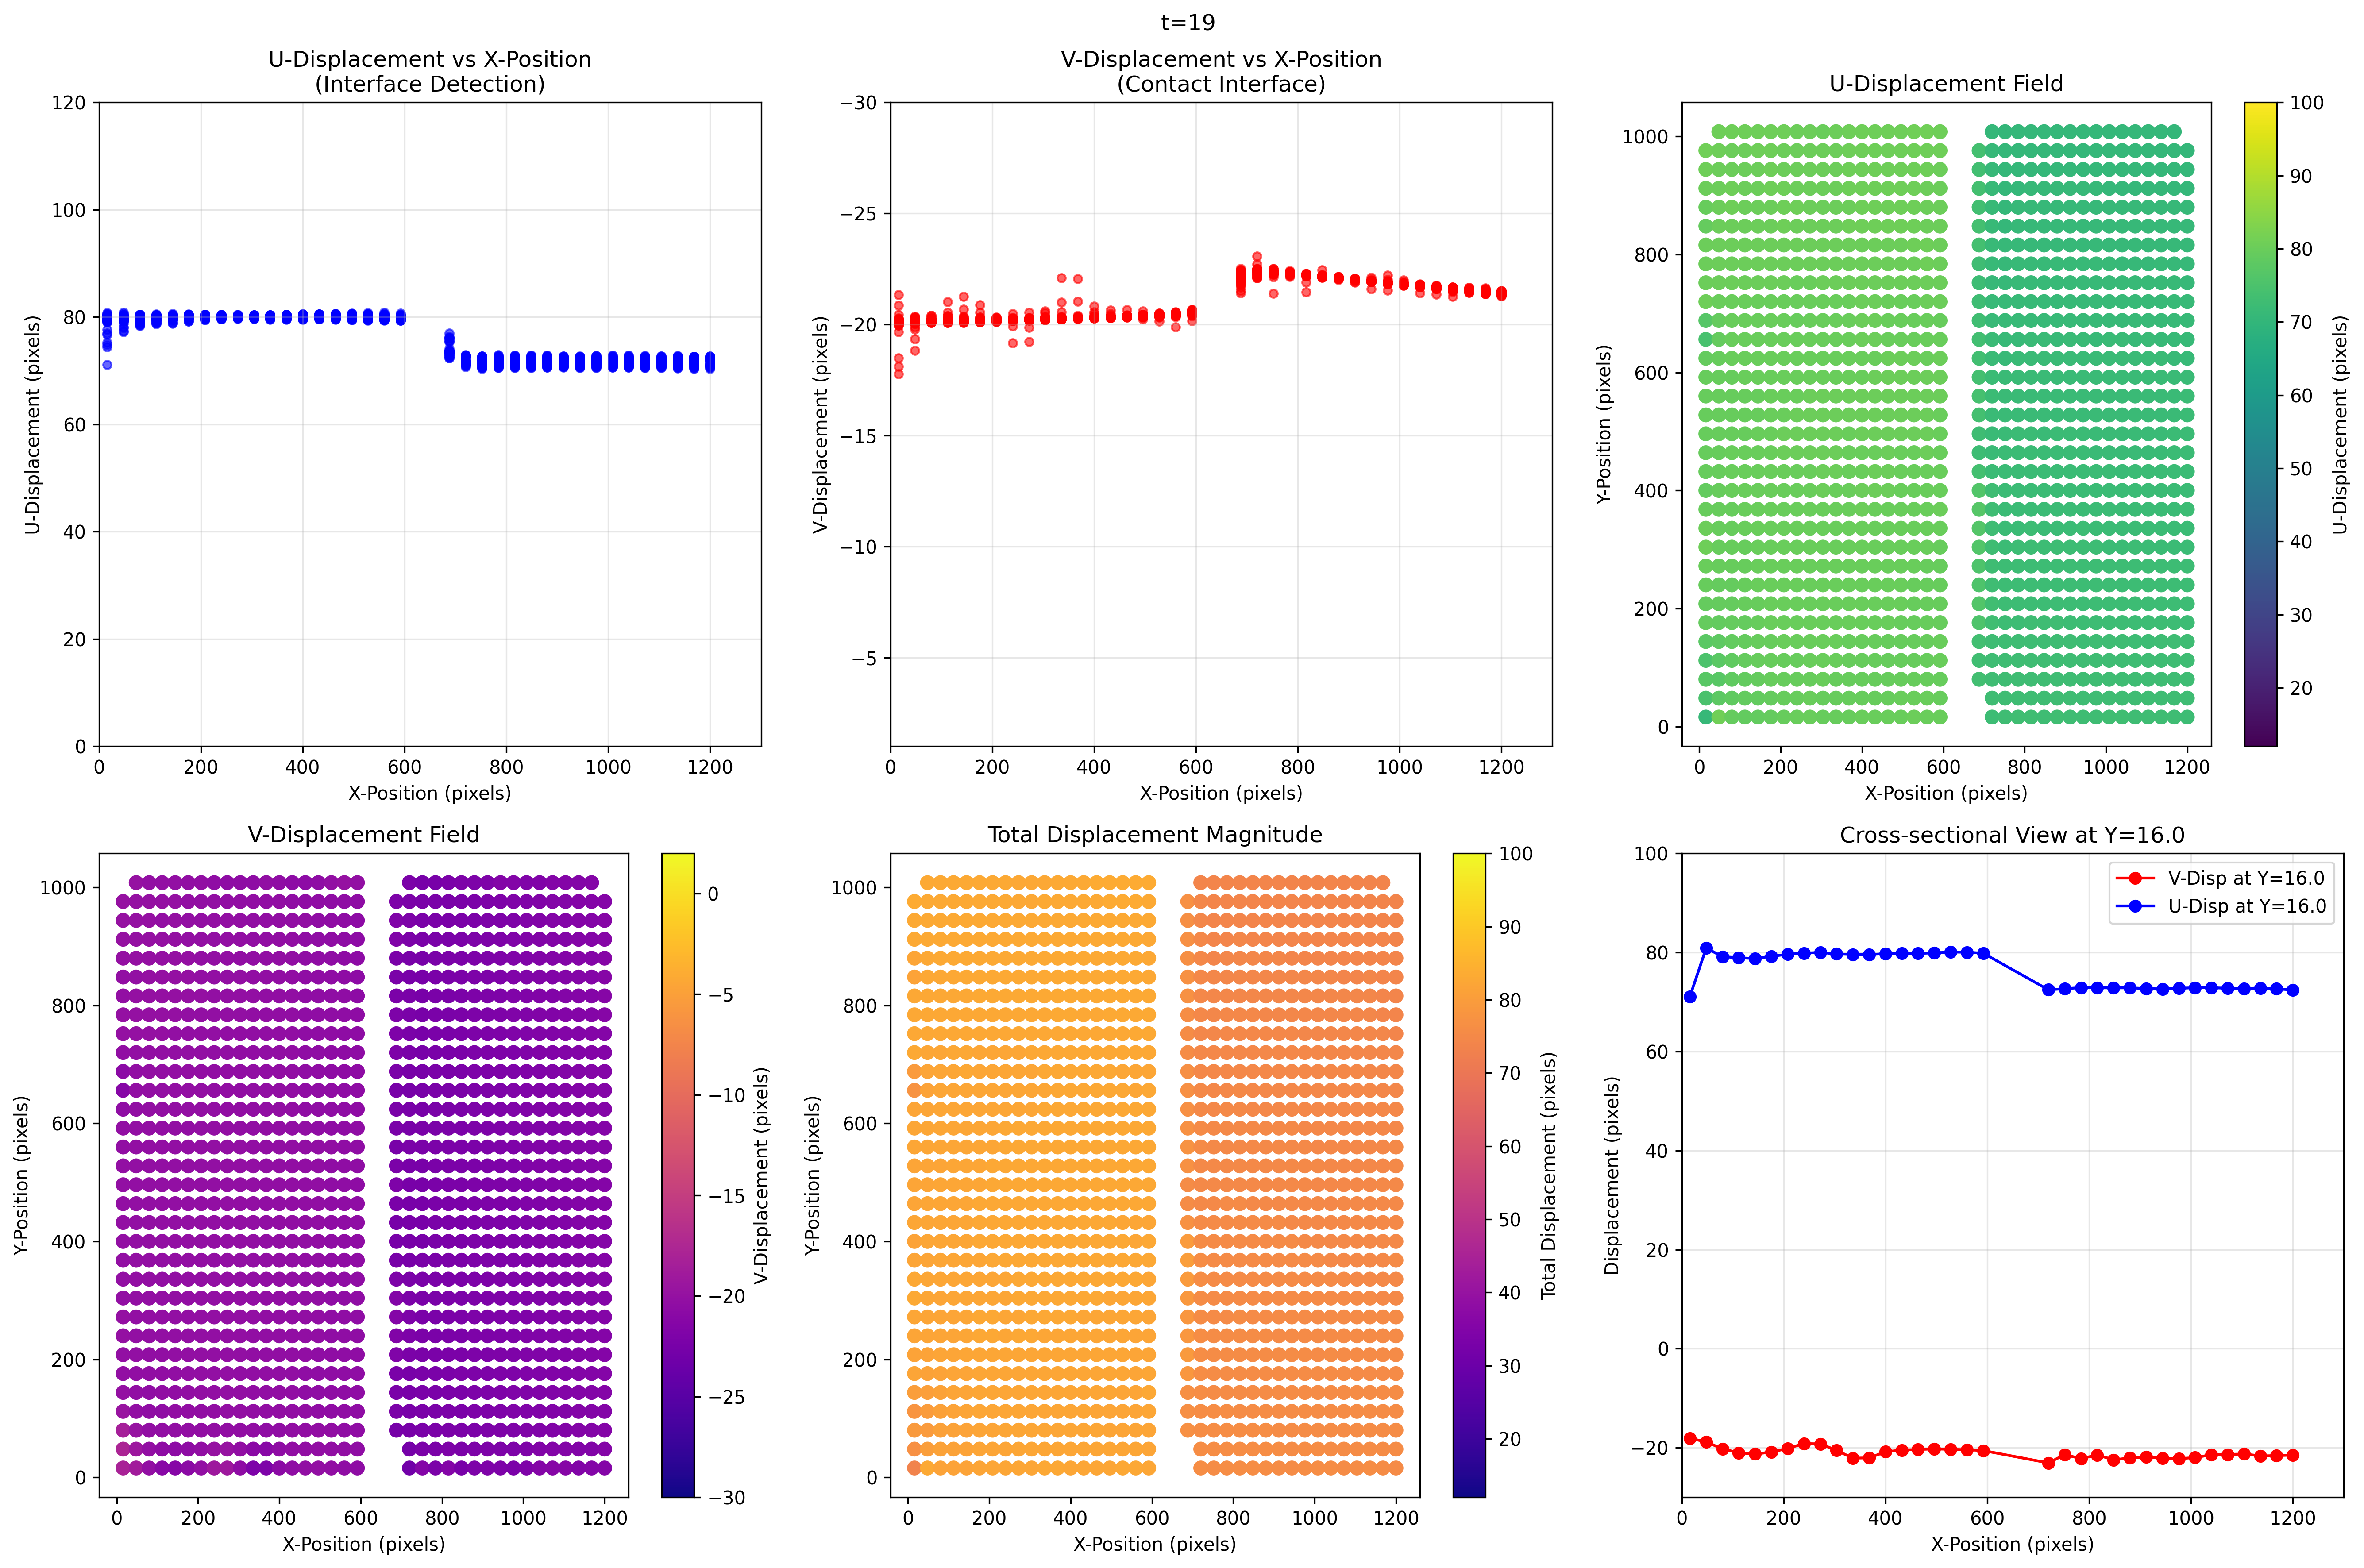 t=19
U-Displacement vs X-Position
(Interface Detection)
120
100
80
60
40
20
0
U-Displacement (pixels)
0 200 400 600 800 1000 1200
X-Position (pixels)
V-Displacement vs X-Position
(Contact Interface)
−30
−25
−20
−15
−10
−5
V-Displacement (pixels)
0 200 400 600 800 1000 1200
X-Position (pixels)
U-Displacement Field
1000
800
600
400
200
0
Y-Position (pixels)
0 200 400 600 800 1000 1200
X-Position (pixels)
100
90
80
70
60
50
40
30
20
U-Displacement (pixels)
V-Displacement Field
1000
800
600
400
200
0
Y-Position (pixels)
0 200 400 600 800 1000 1200
X-Position (pixels)
0
−5
−10
−15
−20
−25
−30
V-Displacement (pixels)
Total Displacement Magnitude
1000
800
600
400
200
0
Y-Position (pixels)
0 200 400 600 800 1000 1200
X-Position (pixels)
100
90
80
70
60
50
40
30
20
Total Displacement (pixels)
Cross-sectional View at Y=16.0
100
80
60
40
20
0
−20
Displacement (pixels)
V-Disp at Y=16.0
U-Disp at Y=16.0
0 200 400 600 800 1000 1200
X-Position (pixels)